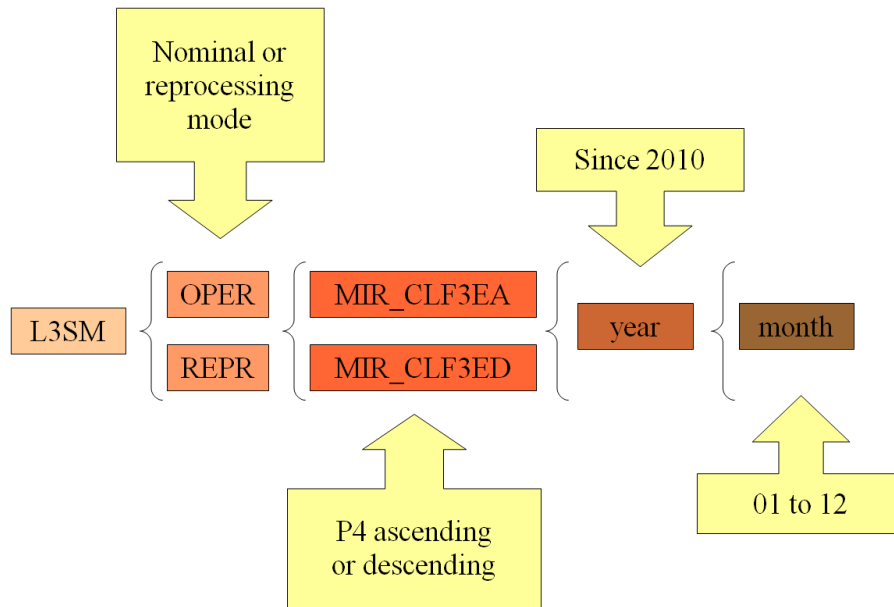 Nominal or
reprocessing
mode
Since 2010
L3SM
OPER
REPR
MIR_CLF3EA
MIR_CLF3ED
year
month
P4 ascending
or descending
01 to 12